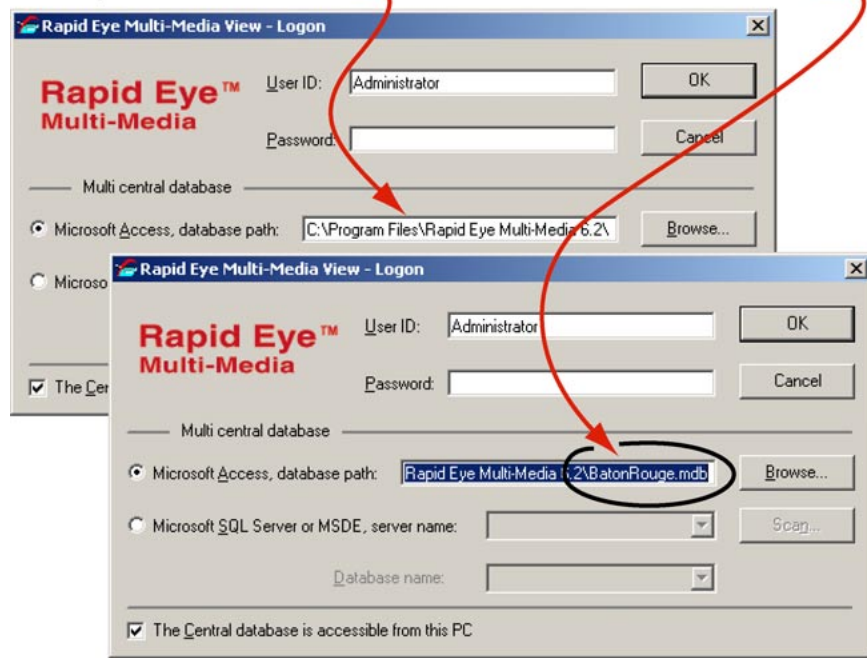 Rapid Eye Multi-Media View - Logon
Rapid Eye™
Multi-Media
User ID: Administrator
OK
Password:
Cancel
Multi central database
Microsoft Access, database path: C:\Program Files\Rapid Eye Multi-Media 6.2\
Browse...
Microso
The Cer
Rapid Eye Multi-Media View - Logon
Rapid Eye™
Multi-Media
User ID: Administrator
OK
Password:
Cancel
Multi central database
Microsoft Access, database path: Rapid Eye Multi-Media 6.2\BatonRouge.mdb
Browse...
Microsoft SQL Server or MSDE, server name:
Scan...
Database name:
The Central database is accessible from this PC